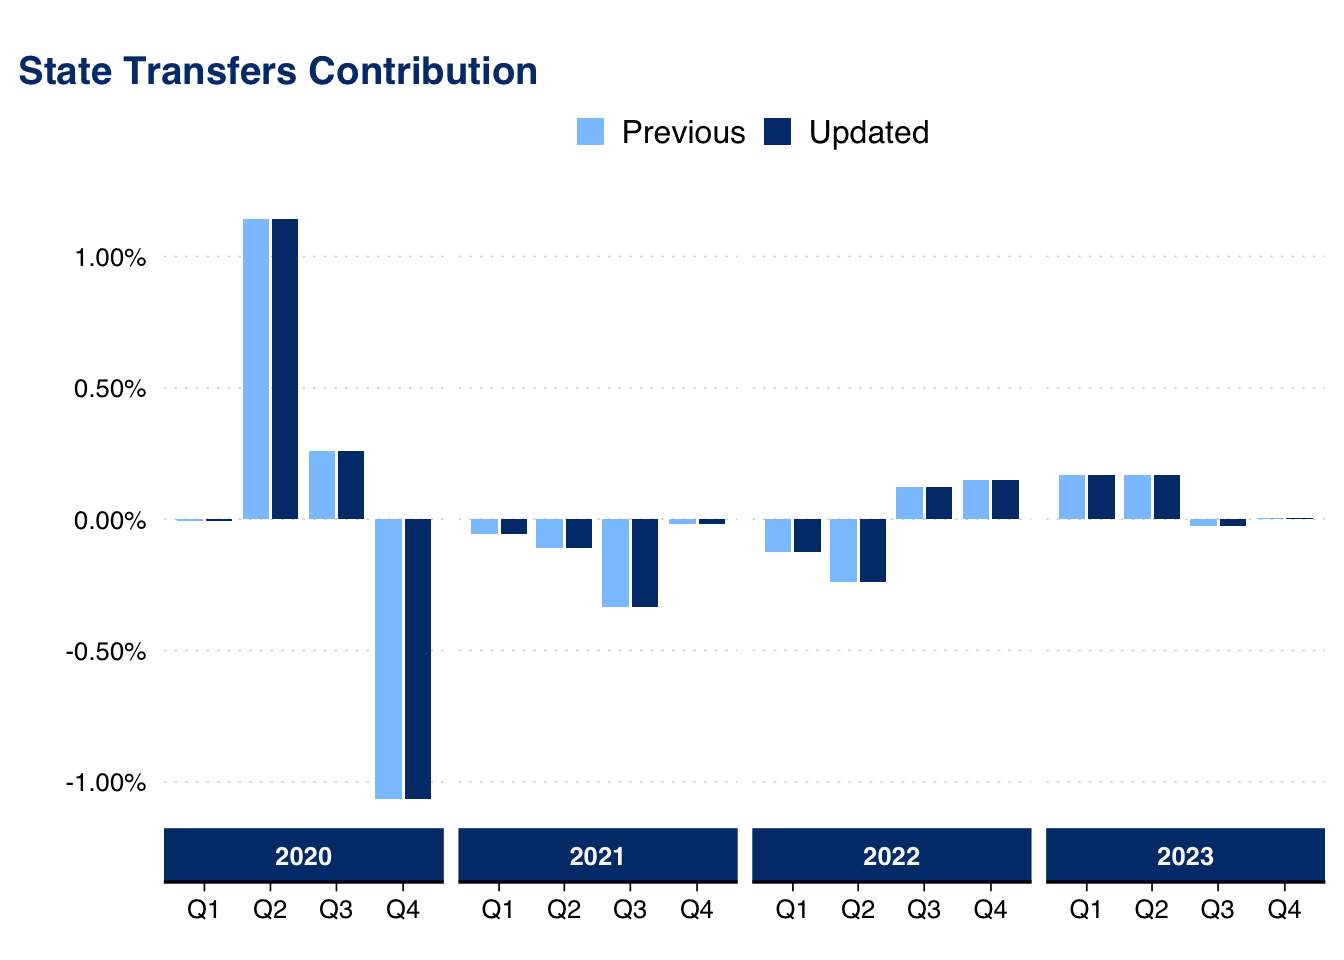 State Transfers Contribution
Previous Updated
1.00%
0.50%
0.00%
-0.50%
-1.00%
2020 2021 2022 2023
Q1 Q2 Q3 Q4 Q1 Q2 Q3 Q4 Q1 Q2 Q3 Q4 Q1 Q2 Q3 Q4